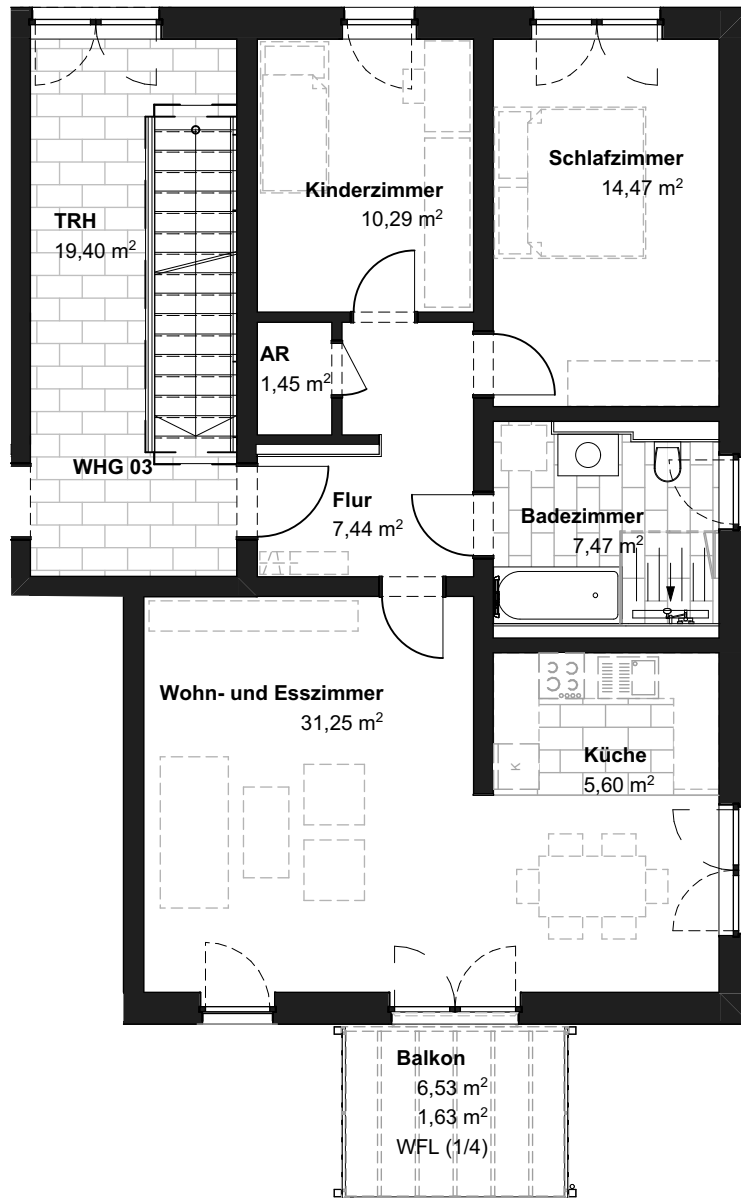 Schlafzimmer
14,47 m²
Kinderzimmer
10,29 m²
TRH
19,40 m²
AR
1,45 m²
WHG 03
Flur
7,44 m²
Badezimmer
7,47 m²
Wohn- und Esszimmer
31,25 m²
Küche
5,60 m²
K
Balkon
6,53 m²
1,63 m²
WFL (1/4)